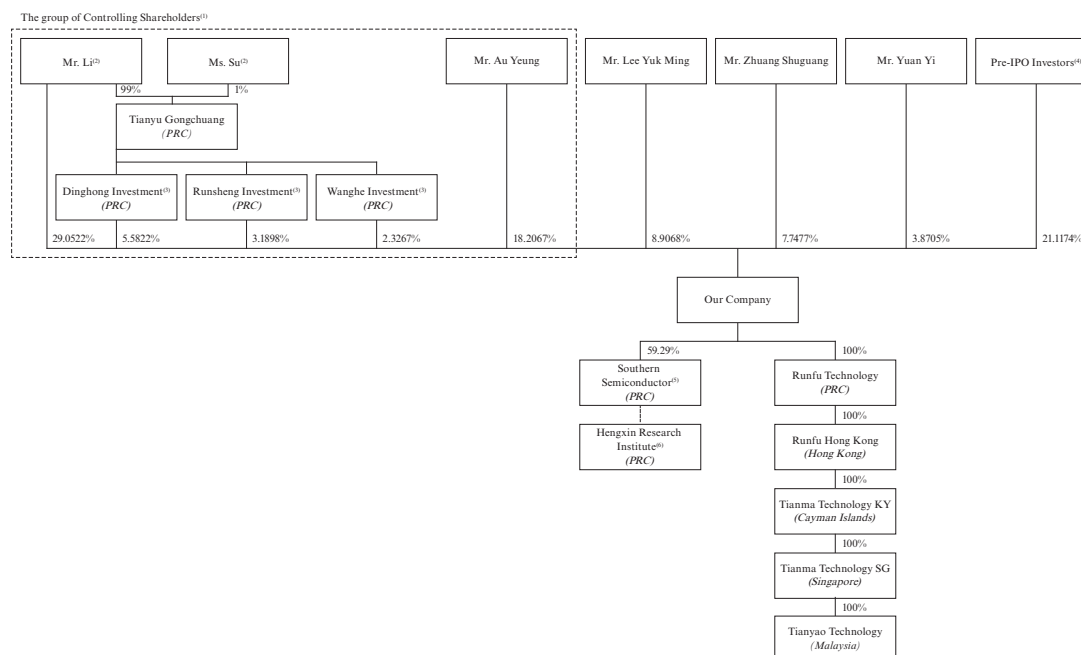 The group of Controlling Shareholders(1)
Mr. Li(2)
Ms. Su(2)
Mr. Au Yeung
Mr. Lee Yuk Ming
Mr. Zhuang Shuguang
Mr. Yuan Yi
Pre-IPO Investors(4)
99%
1%
Tianyu Gongchuang
(PRC)
Dinghong Investment(3)
(PRC)
Runsheng Investment(3)
(PRC)
Wanghe Investment(3)
(PRC)
29.0522%
5.5822%
3.1898%
2.3267%
18.2067%
8.9068%
7.7477%
3.8705%
21.1174%
Our Company
59.29%
100%
Southern
Semiconductor(5)
(PRC)
Runfu Technology
(PRC)
100%
Hengxin Research
Institute(6)
(PRC)
Runfu Hong Kong
(Hong Kong)
100%
Tianma Technology KY
(Cayman Islands)
100%
Tianma Technology SG
(Singapore)
100%
Tianyao Technology
(Malaysia)